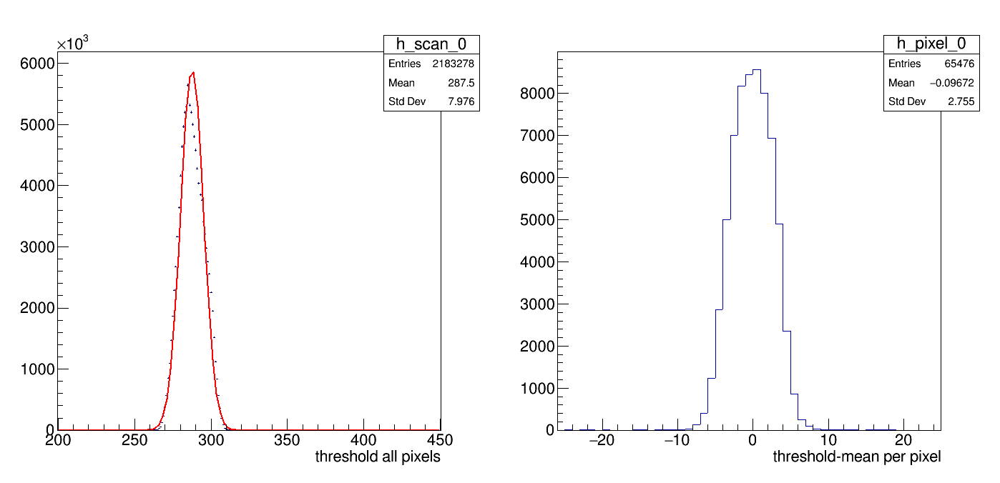 ×10³
h_scan_0
Entries 2183278
Mean 287.5
Std Dev 7.976
6000
5000
4000
3000
2000
1000
0
200 250 300 350 400 450
threshold all pixels
h_pixel_0
Entries 65476
Mean −0.09672
Std Dev 2.755
8000
7000
6000
5000
4000
3000
2000
1000
0
−20 −10 0 10 20
threshold-mean per pixel